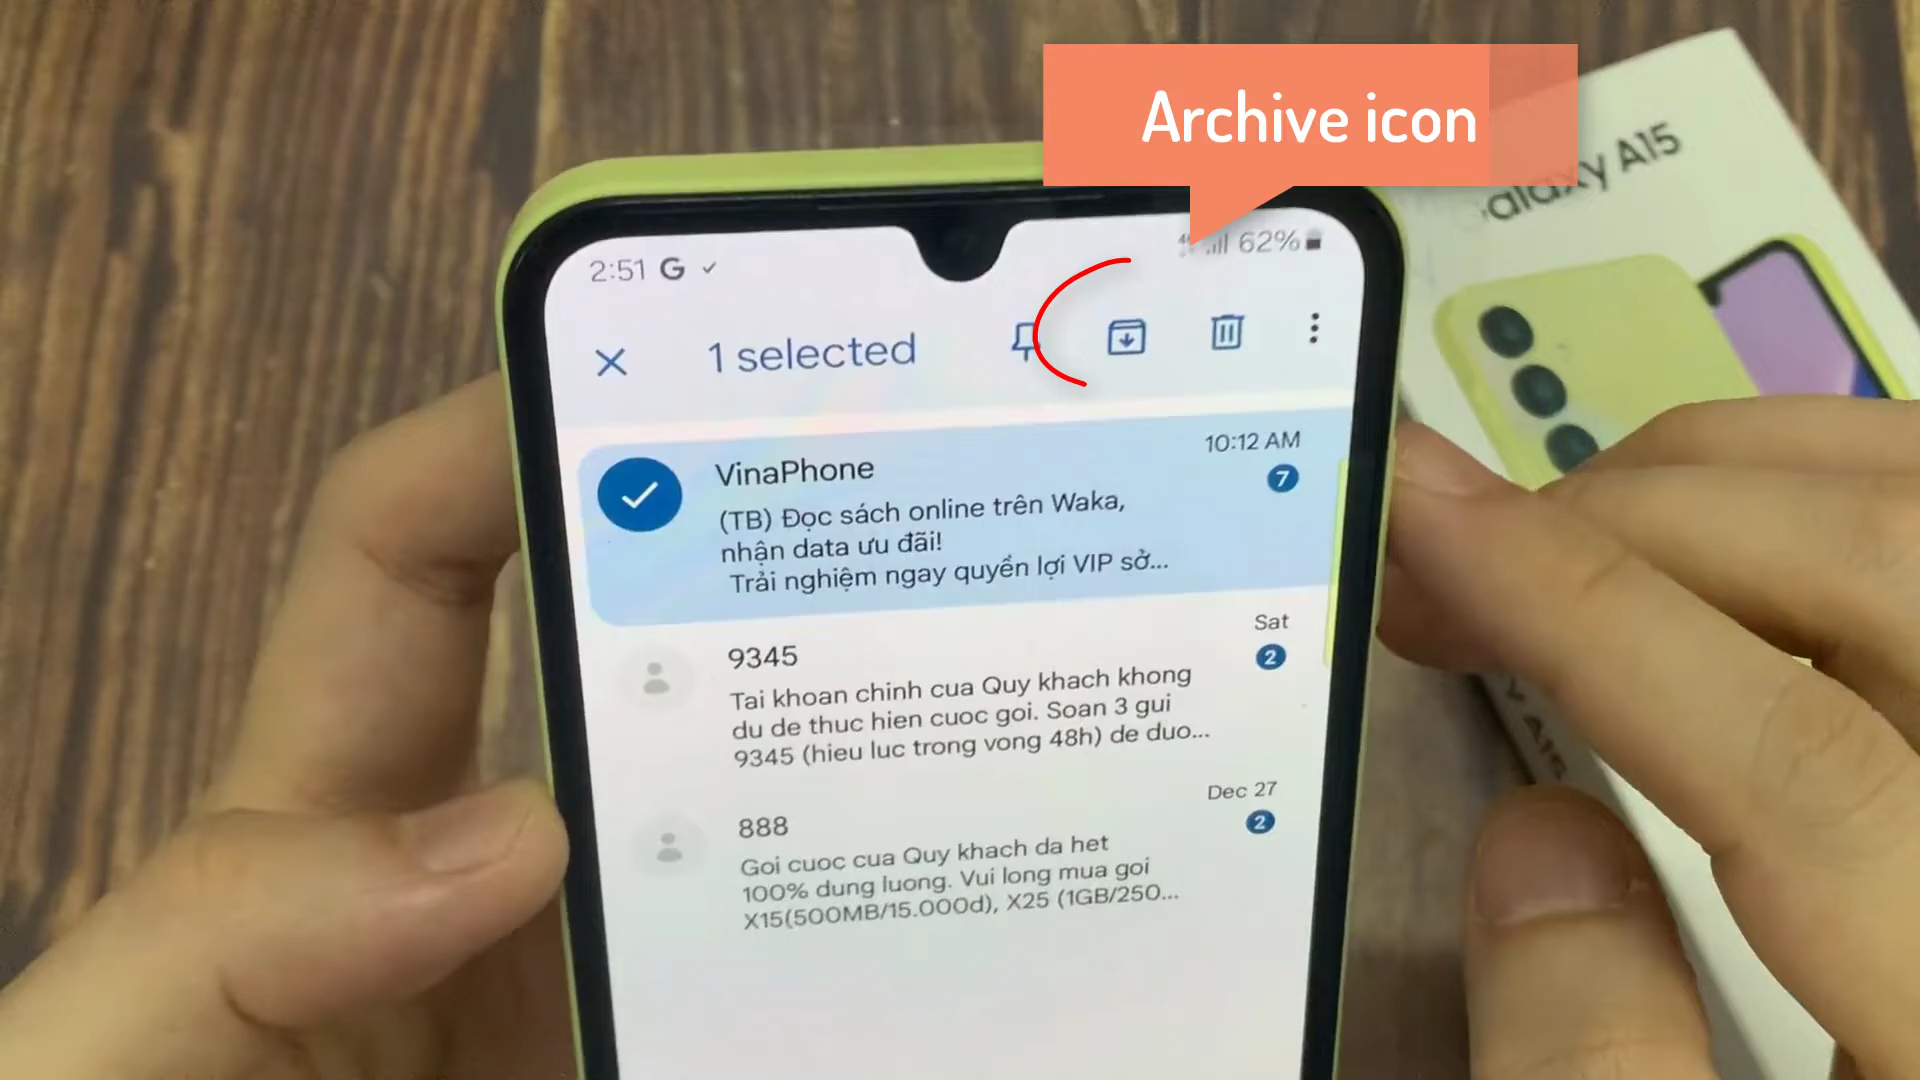 Archive icon
alaxy A15
2:51 G
62%
1 selected
VinaPhone
10:12 AM
7
(TB) Đọc sách online trên Waka,
nhận data ưu đãi!
Trải nghiệm ngay quyền lợi VIP sở...
9345
Sat
2
Tai khoan chinh cua Quy khach khong
du de thuc hien cuoc goi. Soan 3 gui
9345 (hieu luc trong vong 48h) de duo...
888
Dec 27
2
Goi cuoc cua Quy khach da het
100% dung luong. Vui long mua goi
X15(500MB/15.000d), X25 (1GB/250...
Y A15